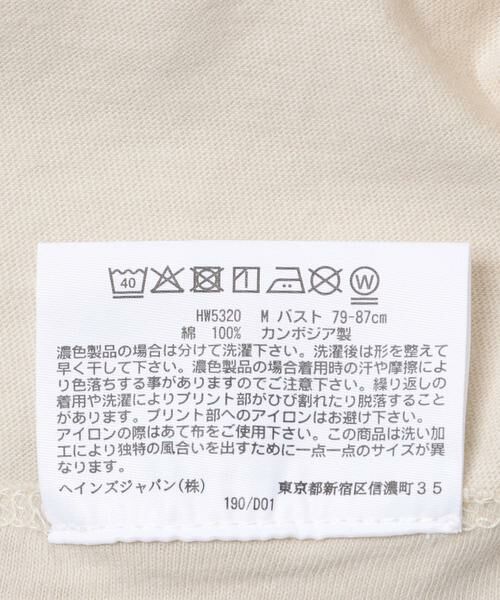 40 W
HW5320 M バスト 79-87cm
綿 100% カンボジア製
濃色製品の場合は分けて洗濯下さい。洗濯後は形を整えて
早く干して下さい。濃色製品の場合着用時の汗や摩擦によ
り色落ちする事がありますのでご注意下さい。繰り返しの
着用や洗濯によりプリント部がひび割れたり脱落すること
があります。プリント部へのアイロンはお避け下さい。
アイロンの際はあて布をご使用下さい。この商品は洗い加
工により独特の風合いを出すために一点一点のサイズが異
なります。
ヘインズジャパン(株) 東京都新宿区信濃町35
190/D01